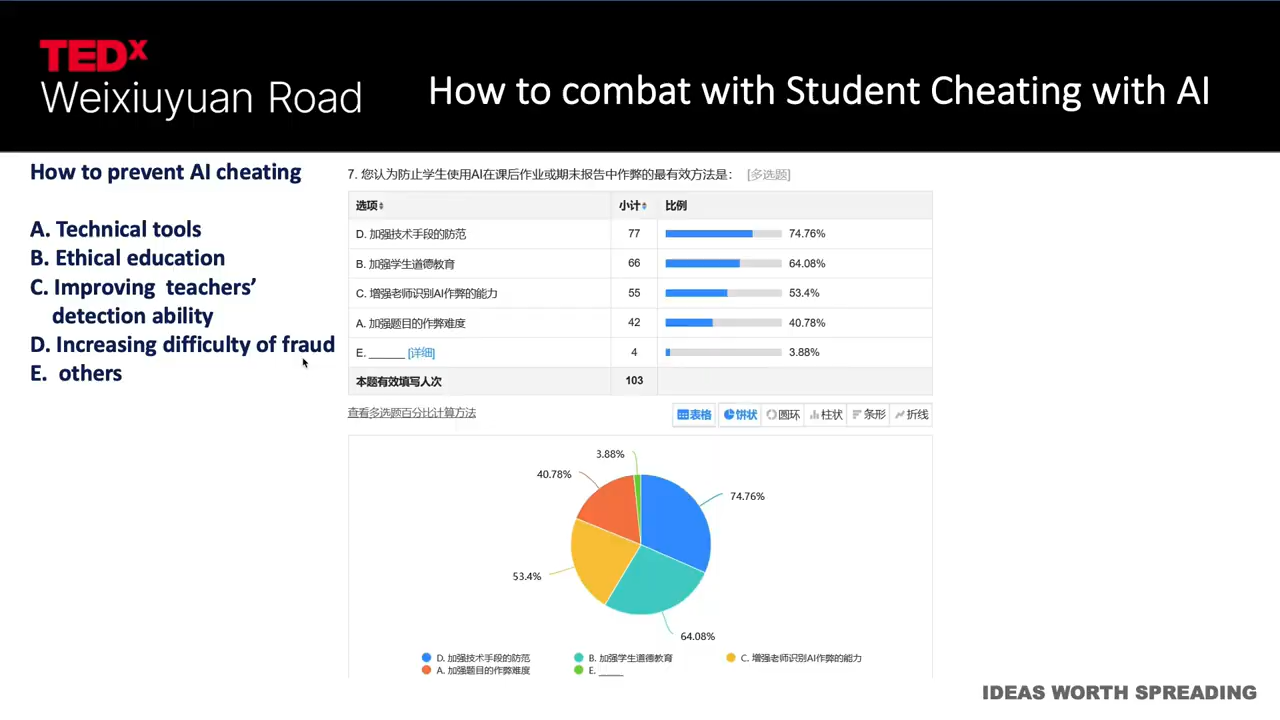 TEDx
Weixiuyuan Road
How to combat with Student Cheating with AI
How to prevent AI cheating
A. Technical tools
B. Ethical education
C. Improving teachers’
detection ability
D. Increasing difficulty of fraud
E. others
7. 您认为防止学生使用AI在课后作业或期末报告中作弊的最有效方法是： [多选题]
选项 小计 比例
D. 加强技术手段的防范 77 74.76%
B. 加强学生道德教育 66 64.08%
C. 增强老师识别AI作弊的能力 55 53.4%
A. 加强题目的作弊难度 42 40.78%
E. ______ [详细] 4 3.88%
本题有效填写人次 103
查看多选题百分比计算方法
表格 饼状 圆环 柱状 条形 折线
3.88%
40.78%
74.76%
53.4%
64.08%
D. 加强技术手段的防范 B. 加强学生道德教育 C. 增强老师识别AI作弊的能力
A. 加强题目的作弊难度 E. _____
IDEAS WORTH SPREADING